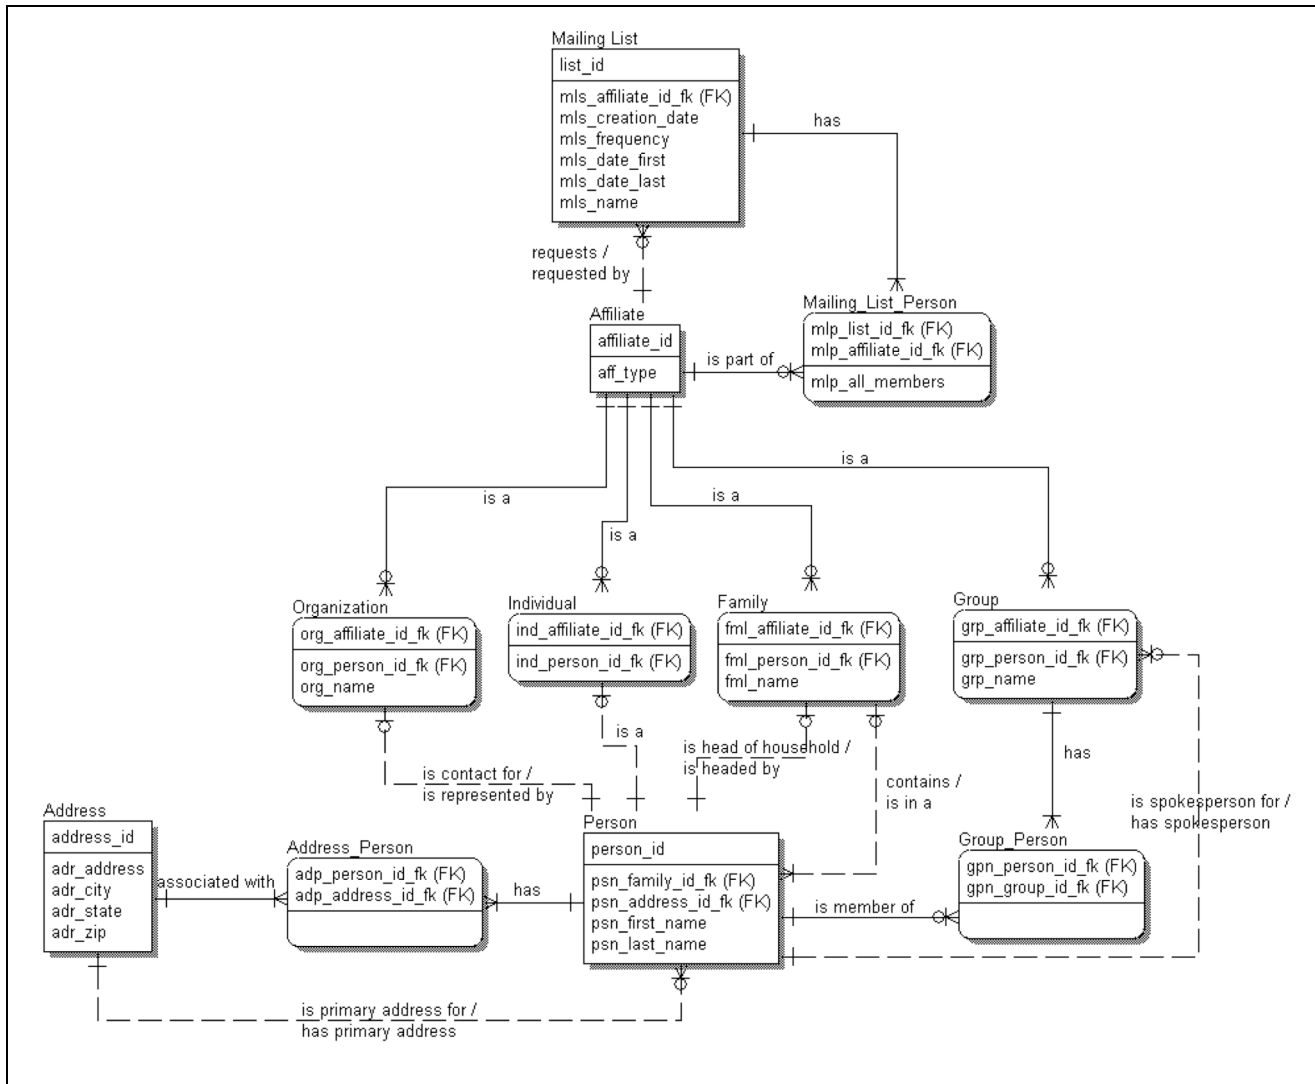 Mailing List
list_id
mls_affiliate_id_fk (FK)
mls_creation_date
mls_frequency
mls_date_first
mls_date_last
mls_name
has
requests /
requested by
Mailing_List_Person
mlp_list_id_fk (FK)
mlp_affiliate_id_fk (FK)
mlp_all_members
Affiliate
affiliate_id
aff_type
is part of
is a
is a
is a
is a
Organization
org_affiliate_id_fk (FK)
org_person_id_fk (FK)
org_name
Individual
ind_affiliate_id_fk (FK)
ind_person_id_fk (FK)
Family
fml_affiliate_id_fk (FK)
fml_person_id_fk (FK)
fml_name
Group
grp_affiliate_id_fk (FK)
grp_person_id_fk (FK)
grp_name
is a
is head of household /
is headed by
has
is contact for /
is represented by
contains /
is in a
is spokesperson for /
has spokesperson
Address
address_id
adr_address
adr_city
adr_state
adr_zip
associated with
Address_Person
adp_person_id_fk (FK)
adp_address_id_fk (FK)
has
Person
person_id
psn_family_id_fk (FK)
psn_address_id_fk (FK)
psn_first_name
psn_last_name
is member of
Group_Person
gpn_person_id_fk (FK)
gpn_group_id_fk (FK)
is primary address for /
has primary address